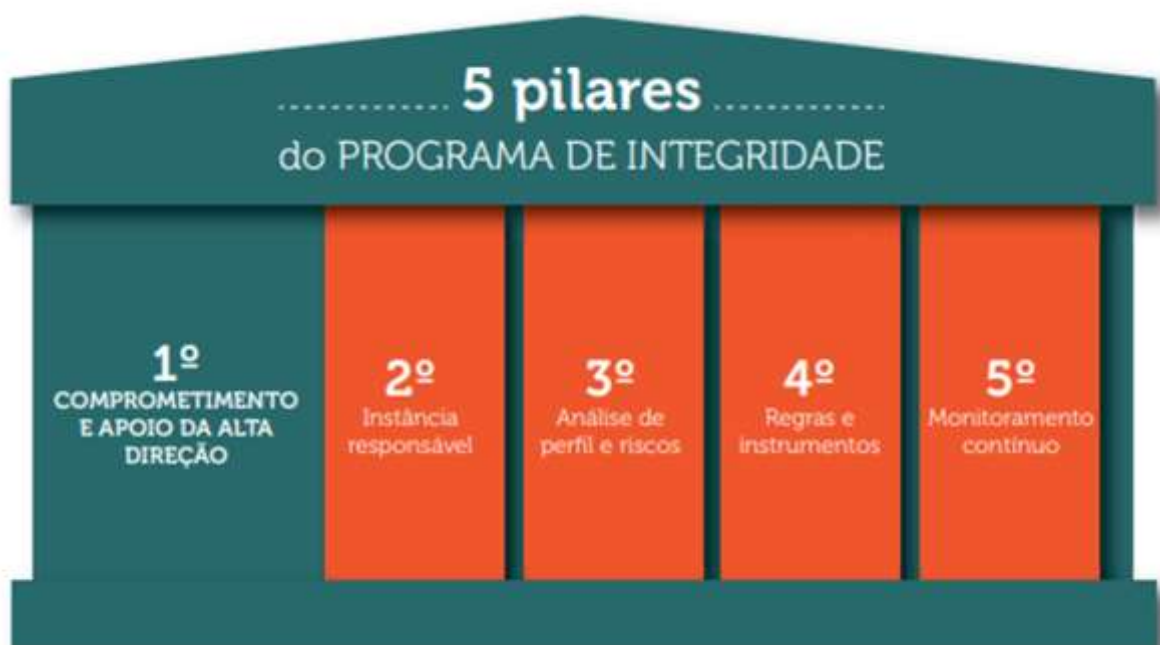 5 pilares
do PROGRAMA DE INTEGRIDADE
1º
COMPROMETIMENTO
E APOIO DA ALTA
DIREÇÃO
2º
Instância
responsável
3º
Análise de
perfil e riscos
4º
Regras e
instrumentos
5º
Monitoramento
contínuo